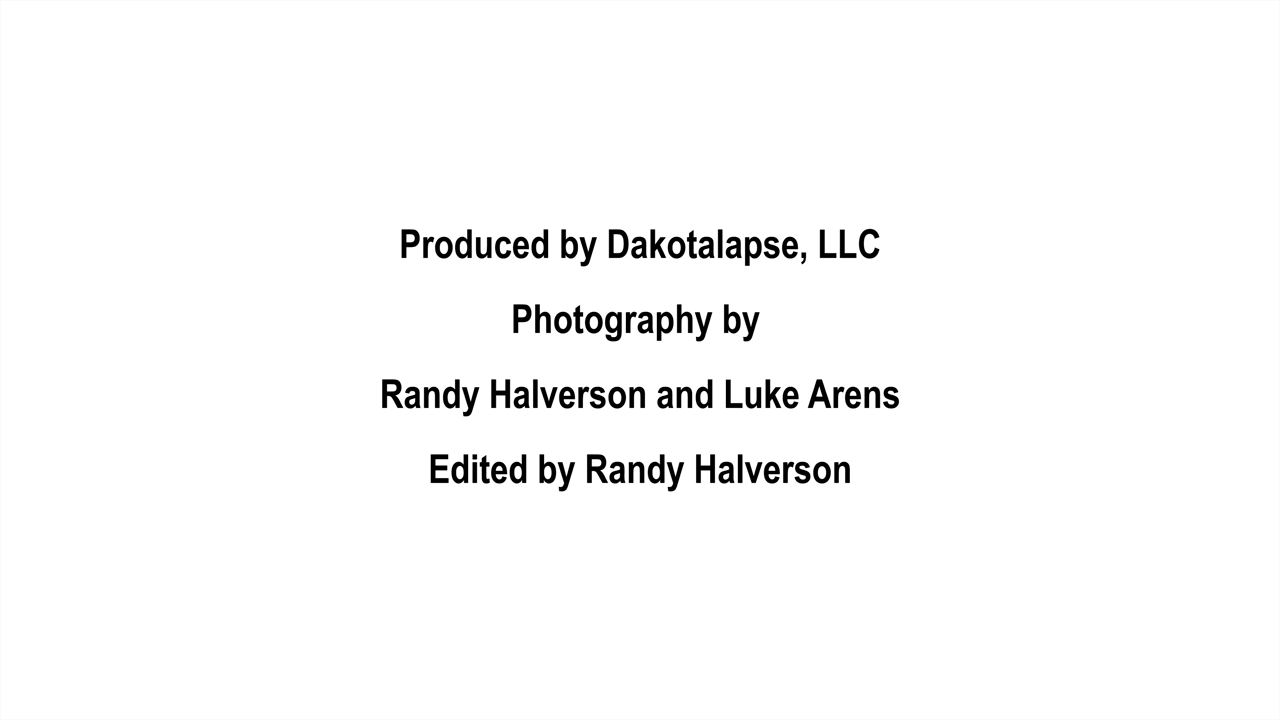 Produced by Dakotalapse, LLC
Photography by
Randy Halverson and Luke Arens
Edited by Randy Halverson